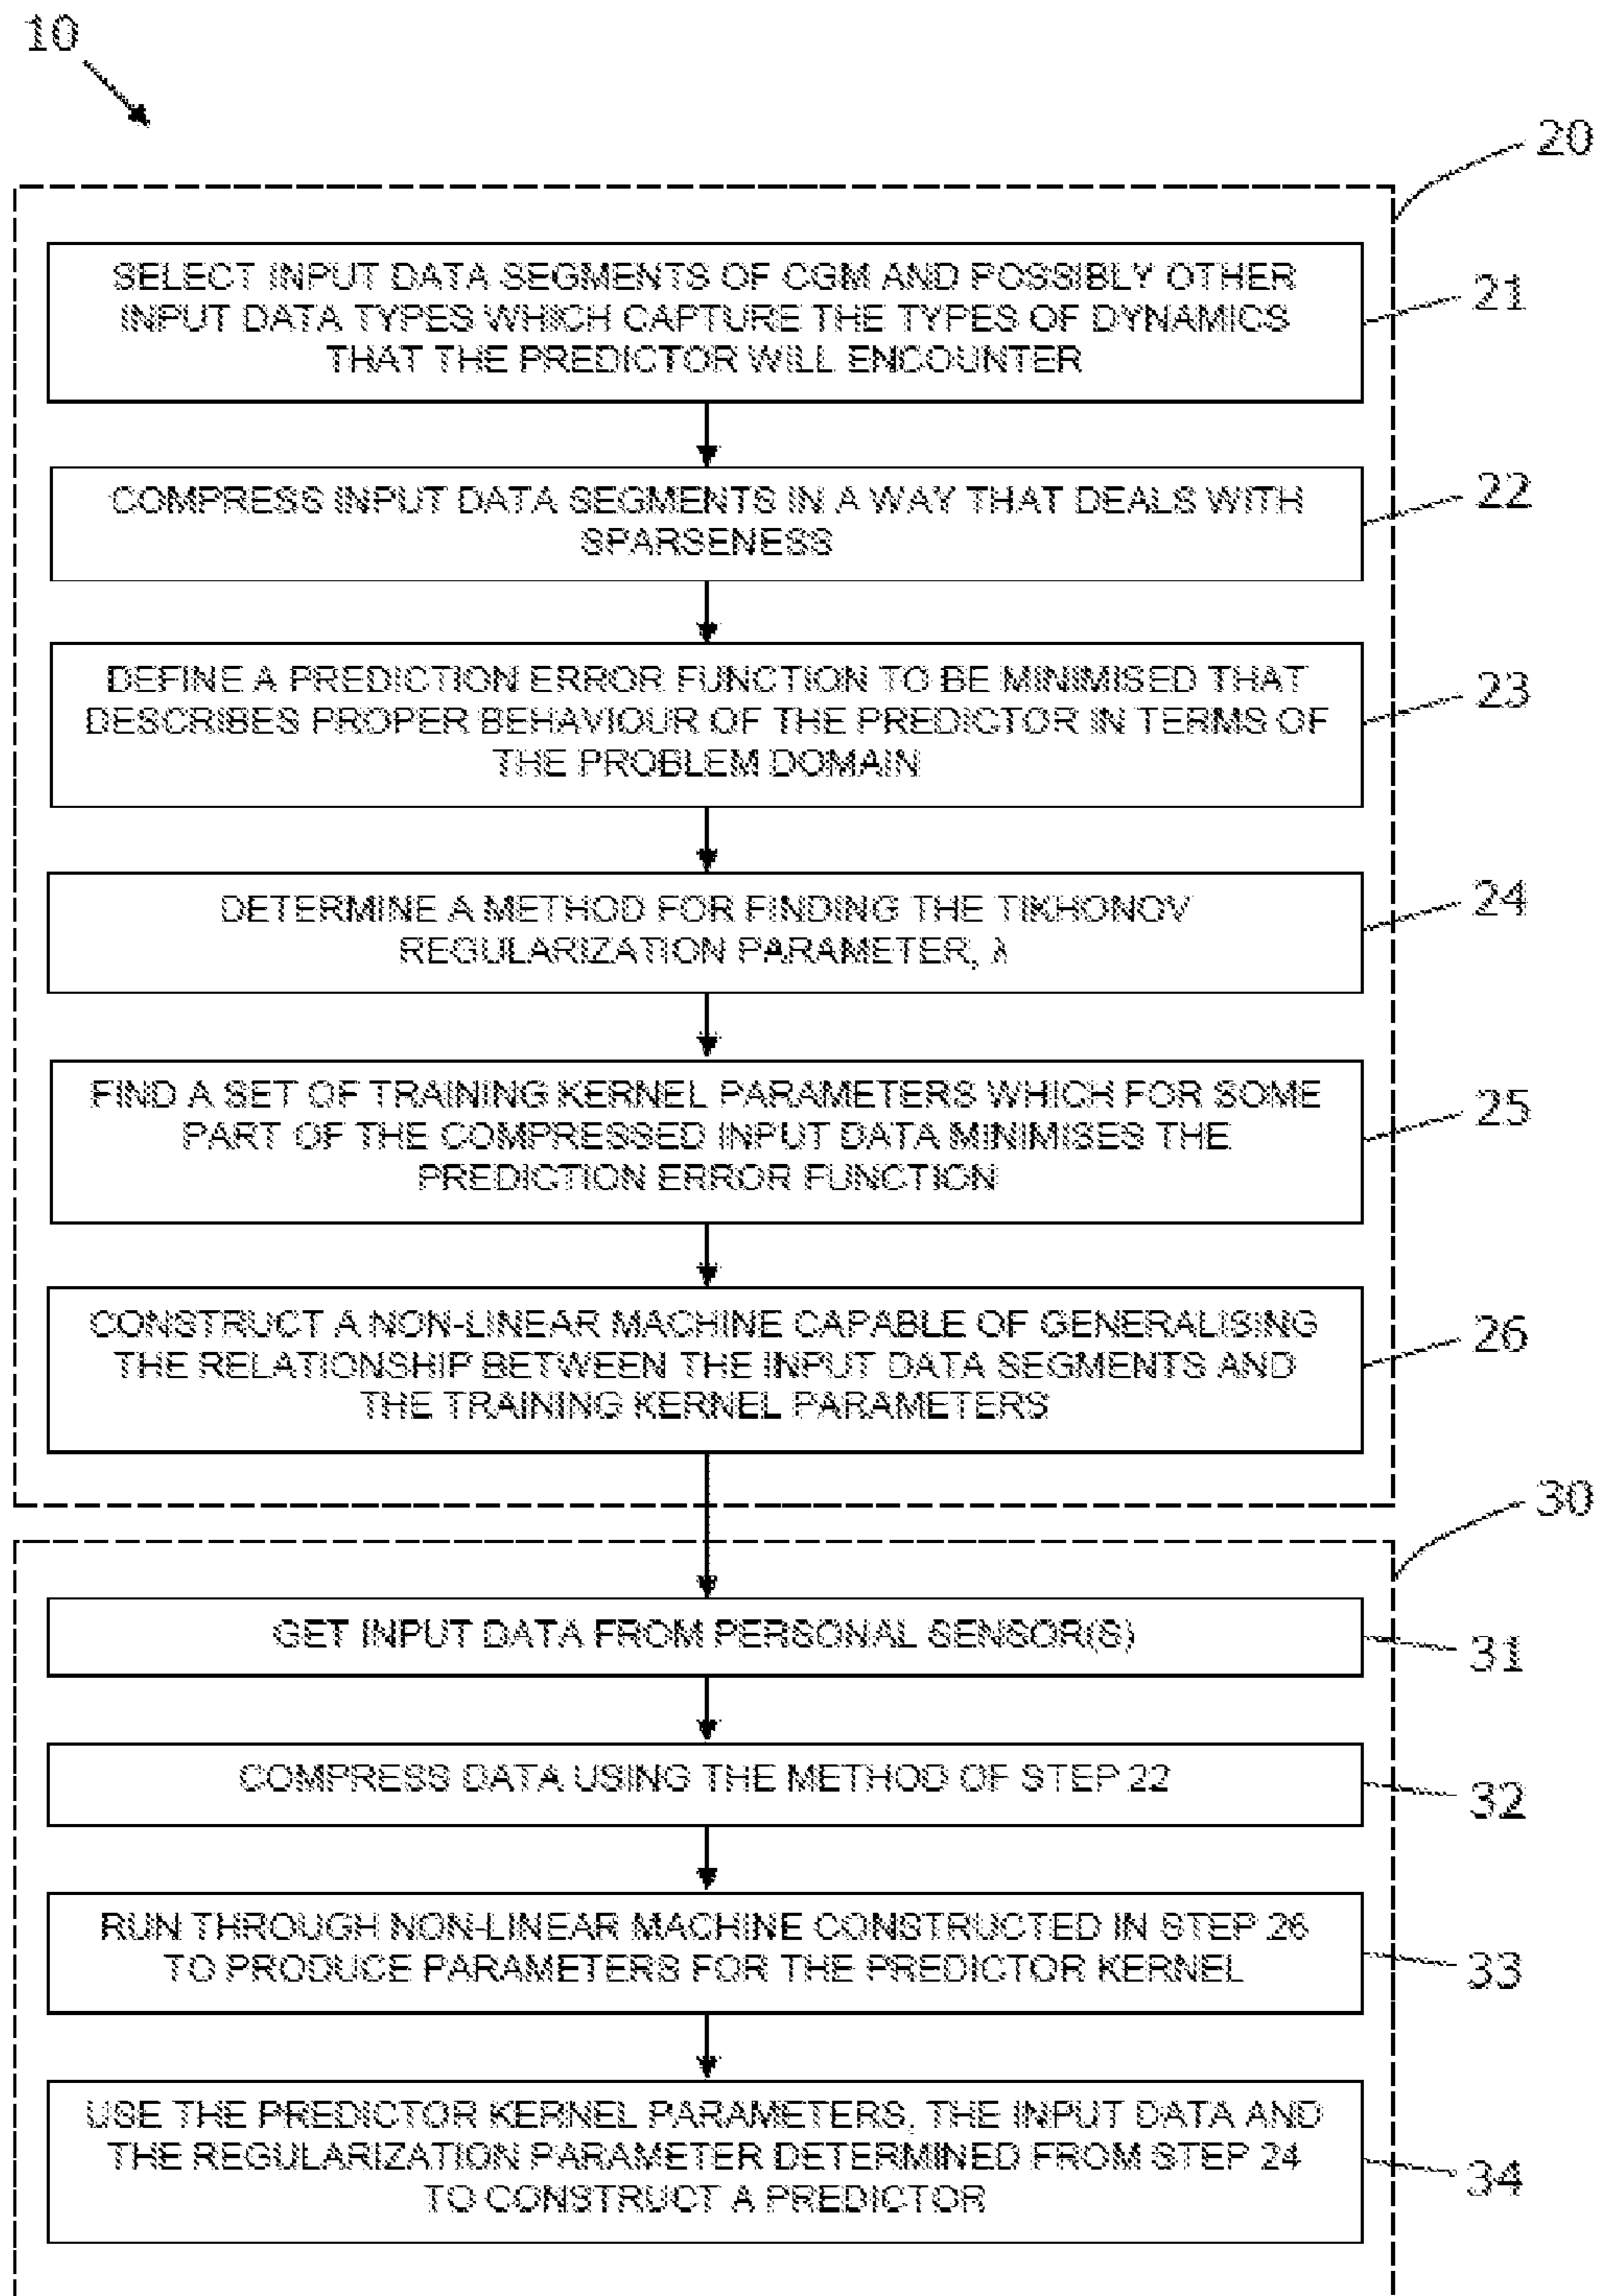 10
20
SELECT INPUT DATA SEGMENTS OF CGM AND POSSIBLY OTHER
INPUT DATA TYPES WHICH CAPTURE THE TYPES OF DYNAMICS
THAT THE PREDICTOR WILL ENCOUNTER
21
COMPRESS INPUT DATA SEGMENTS IN A WAY THAT DEALS WITH
SPARSENESS
22
DEFINE A PREDICTION ERROR FUNCTION TO BE MINIMISED THAT
DESCRIBES PROPER BEHAVIOUR OF THE PREDICTOR IN TERMS OF
THE PROBLEM DOMAIN
23
DETERMINE A METHOD FOR FINDING THE TIKHONOV
REGULARIZATION PARAMETER, λ
24
FIND A SET OF TRAINING KERNEL PARAMETERS WHICH FOR SOME
PART OF THE COMPRESSED INPUT DATA MINIMISES THE
PREDICTION ERROR FUNCTION
25
CONSTRUCT A NON-LINEAR MACHINE CAPABLE OF GENERALISING
THE RELATIONSHIP BETWEEN THE INPUT DATA SEGMENTS AND
THE TRAINING KERNEL PARAMETERS
26
30
GET INPUT DATA FROM PERSONAL SENSOR(S)
31
COMPRESS DATA USING THE METHOD OF STEP 22
32
RUN THROUGH NON-LINEAR MACHINE CONSTRUCTED IN STEP 26
TO PRODUCE PARAMETERS FOR THE PREDICTOR KERNEL
33
USE THE PREDICTOR KERNEL PARAMETERS, THE INPUT DATA AND
THE REGULARIZATION PARAMETER DETERMINED FROM STEP 24
TO CONSTRUCT A PREDICTOR
34